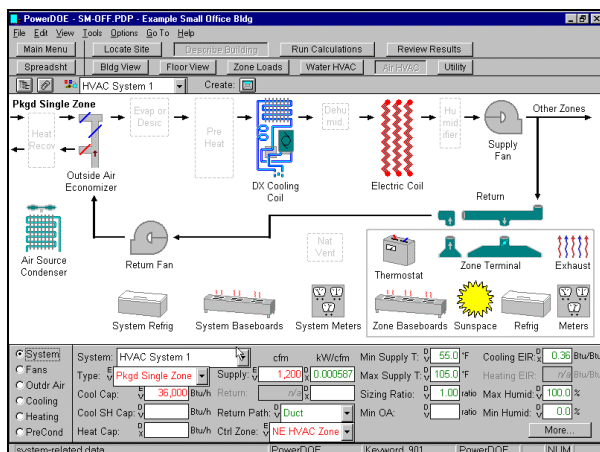 PowerDOE - SM-OFF.PDP - Example Small Office Bldg
File Edit View Tools Options Go To Help
Main Menu Locate Site Describe Building Run Calculations Review Results
Spreadsht Bldg View Floor View Zone Loads Water HVAC Air HVAC Utility
HVAC System 1 Create:
Pkgd Single Zone
Heat Recov
Outside Air Economizer
Evap or Desic
Pre Heat
DX Cooling Coil
Dehu mid.
Electric Coil
Hu midi ifier
Supply Fan
Other Zones
Return
Air Source Condenser
Return Fan
Nat Vent
Thermostat
Zone Terminal
Exhaust
System Refrig
System Baseboards
System Meters
Zone Baseboards
Sunspace
Refrig
Meters
System System: HVAC System 1 cfm kW/cfm Min Supply T: D V 55.0 °F Cooling EIR: D X 0.36 Btu/Btu
Fans Type: E V Pkgd Single Zone Supply: E V 1,200 D X 0.000587 Max Supply T: D V 105.0 °F Heating EIR: D X n/a Btu/Btu
Outdr Air Cool Cap: E V 36,000 Btu/h Return: D X n/a Sizing Ratio: D V 1.00 ratio Max Humid: D V 100.0 %
Cooling Cool SH Cap: D V Btu/h Return Path: D V Duct Min OA: D V ratio Min Humid: D V 0.0 %
Heating Heat Cap: D X Btu/h Ctrl Zone: E V NE HVAC Zone More...
PreCond
system-related data PowerDOE Keyword 901 PowerDOE NUM